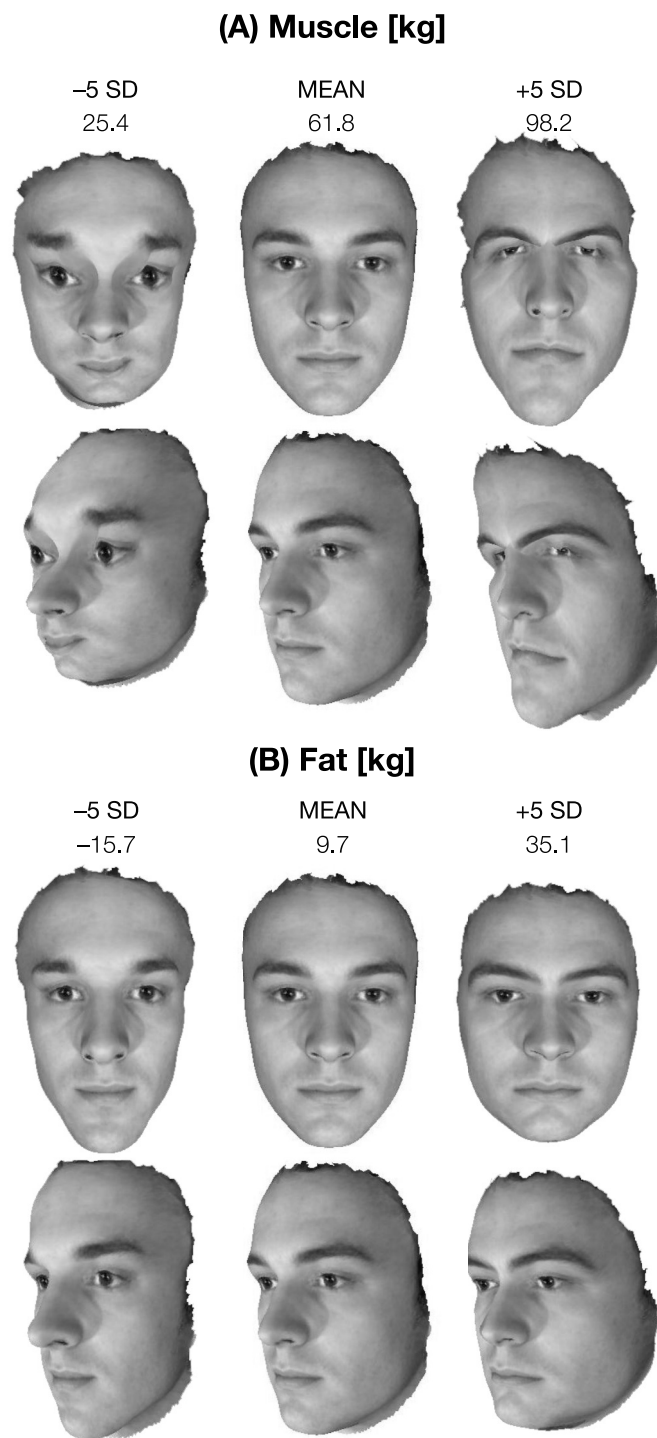 (A) Muscle [kg]
–5 SD MEAN +5 SD
25.4 61.8 98.2
(B) Fat [kg]
–5 SD MEAN +5 SD
–15.7 9.7 35.1